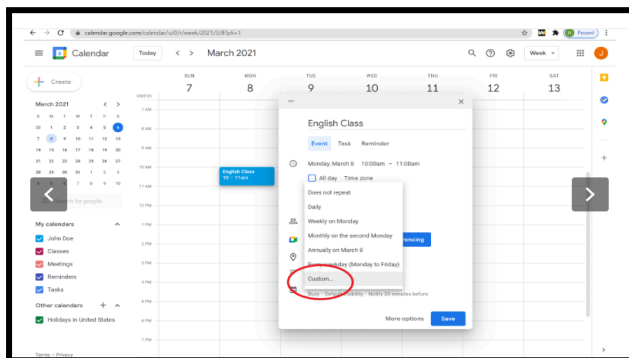 calendar.google.com/calendar/u/0/r/week/2021/3/8?pli=1
Paused
Calendar
Today
March 2021
Week
J
Create
March 2021
S M T W T F S
28 1 2 3 4 5 6
7 8 9 10 11 12 13
14 15 16 17 18 19 20
21 22 23 24 25 26 27
28 29 30 31 1 2 3
7 8 9 10
for people
My calendars
John Doe
Classes
Meetings
Reminders
Tasks
Other calendars
Holidays in United States
Terms – Privacy
SUN MON TUE WED THU FRI SAT
7 8 9 10 11 12 13
7 AM
8 AM
9 AM
10 AM
11 AM
12 PM
1 PM
2 PM
3 PM
4 PM
5 PM
6 PM
7 PM
English Class
10 – 11am
English Class
Event Task Reminder
Monday, March 8 10:00am – 11:00am
All day Time zone
Does not repeat
Daily
Weekly on Monday
Monthly on the second Monday
Annually on March 8
Every weekday (Monday to Friday)
Custom...
Notify 30 minutes before
More options
Save